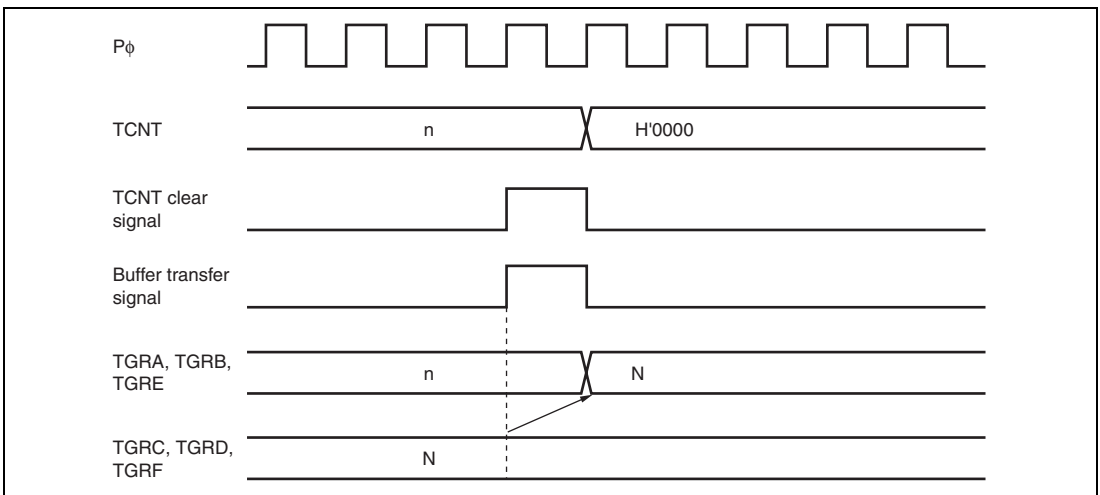 Pϕ
TCNT
n
H'0000
TCNT clear
signal
Buffer transfer
signal
TGRA, TGRB,
TGRE
n
N
TGRC, TGRD,
TGRF
N